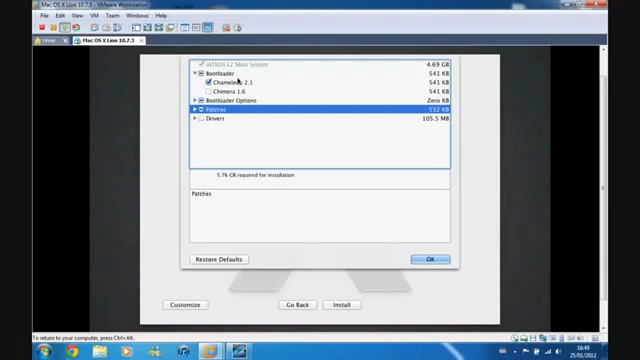 Mac OS X Lion 10.7.3 - VMware Workstation
File Edit View VM Team Windows Help
Home Mac OS X Lion 10.7.3
Main System 4.69 GB
Bootloader 541 KB
Chameleon 2.1 541 KB
Chimera 1.6 541 KB
Bootloader Options Zero KB
Patches 532 KB
Drivers 105.5 MB
5.76 GB required for installation
Patches
Restore Defaults OK
Customize Go Back Install
To return to your computer, press Ctrl+Alt.
18:49
25/01/2012